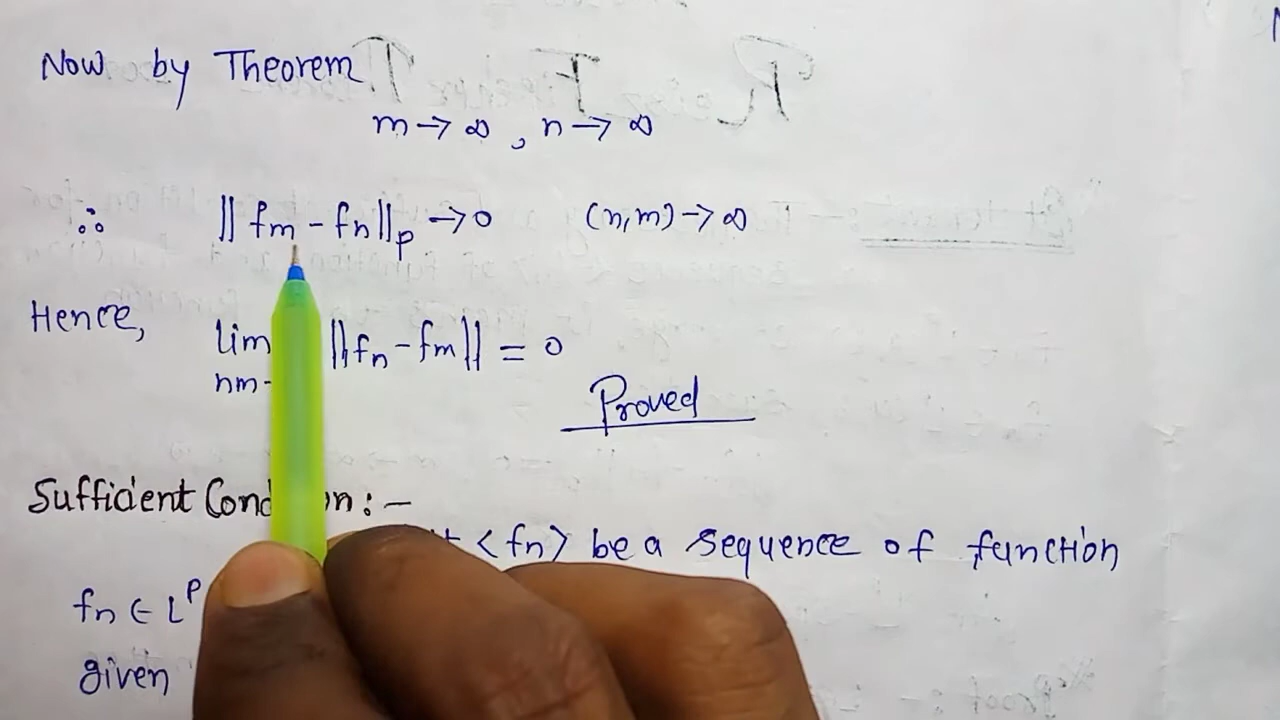 Now by Theorem
m → ∞ , n → ∞
∴ || fm - fn ||p → 0 (n,m) → ∞
Hence, lim || fn - fm || = 0
nm-
Proved
Sufficient Condn : -
<fn> be a sequence of function
fn ∈ L^P
given